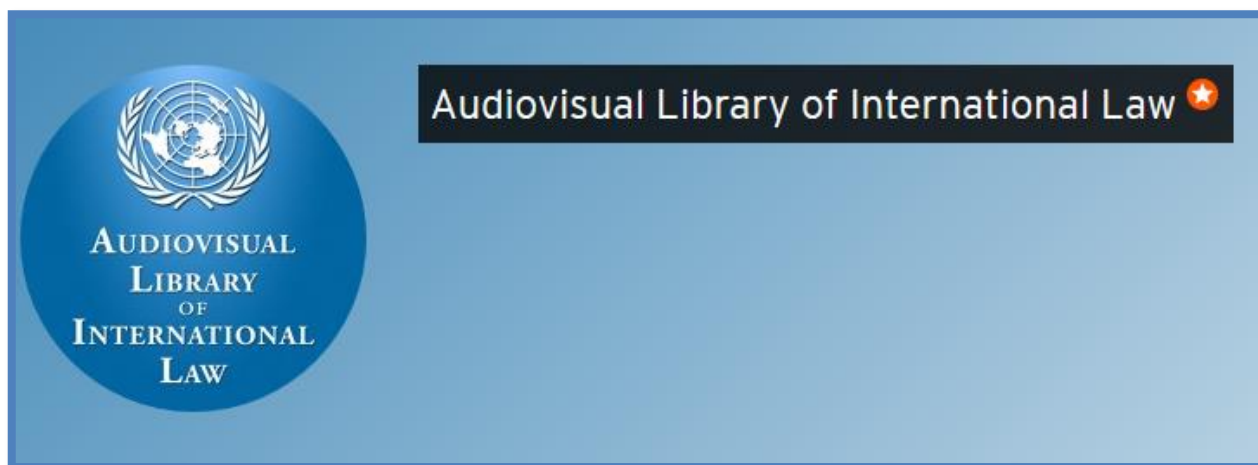 AUDIOVISUAL
LIBRARY
OF
INTERNATIONAL
LAW
Audiovisual Library of International Law